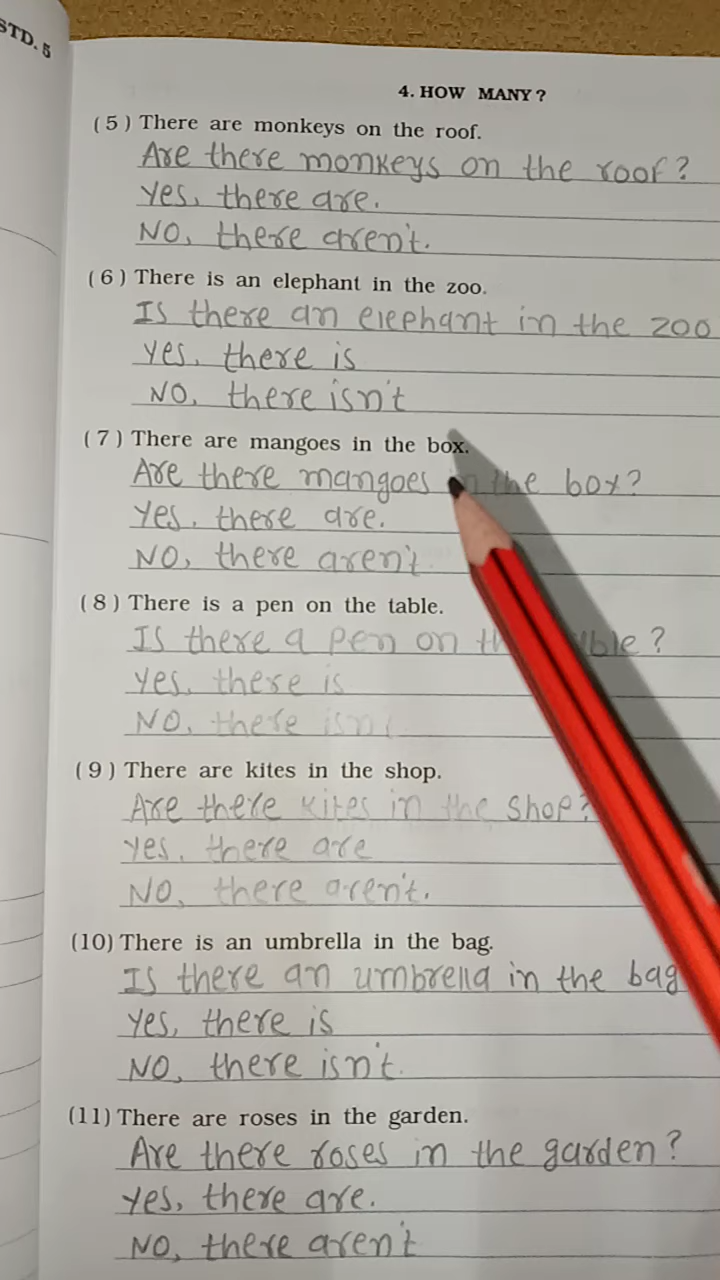 STD. 5
4. HOW MANY ?
( 5 ) There are monkeys on the roof.
Are there monkeys on the roof?
Yes, there are.
NO, there aren't.
( 6 ) There is an elephant in the zoo.
Is there an elephant in the zoo
Yes, there is
NO, there isn't
( 7 ) There are mangoes in the box.
Are there mangoes in the box?
Yes, there are.
NO, there aren't.
( 8 ) There is a pen on the table.
Is there a pen on ?
Yes, there is
NO, there
( 9 ) There are kites in the shop.
Are there kites in the shop?
Yes, there are
NO, there aren't.
(10) There is an umbrella in the bag.
Is there an umbrella in the bag
Yes, there is
NO, there isn't.
(11) There are roses in the garden.
Are there roses in the garden?
Yes, there are.
NO, there aren't